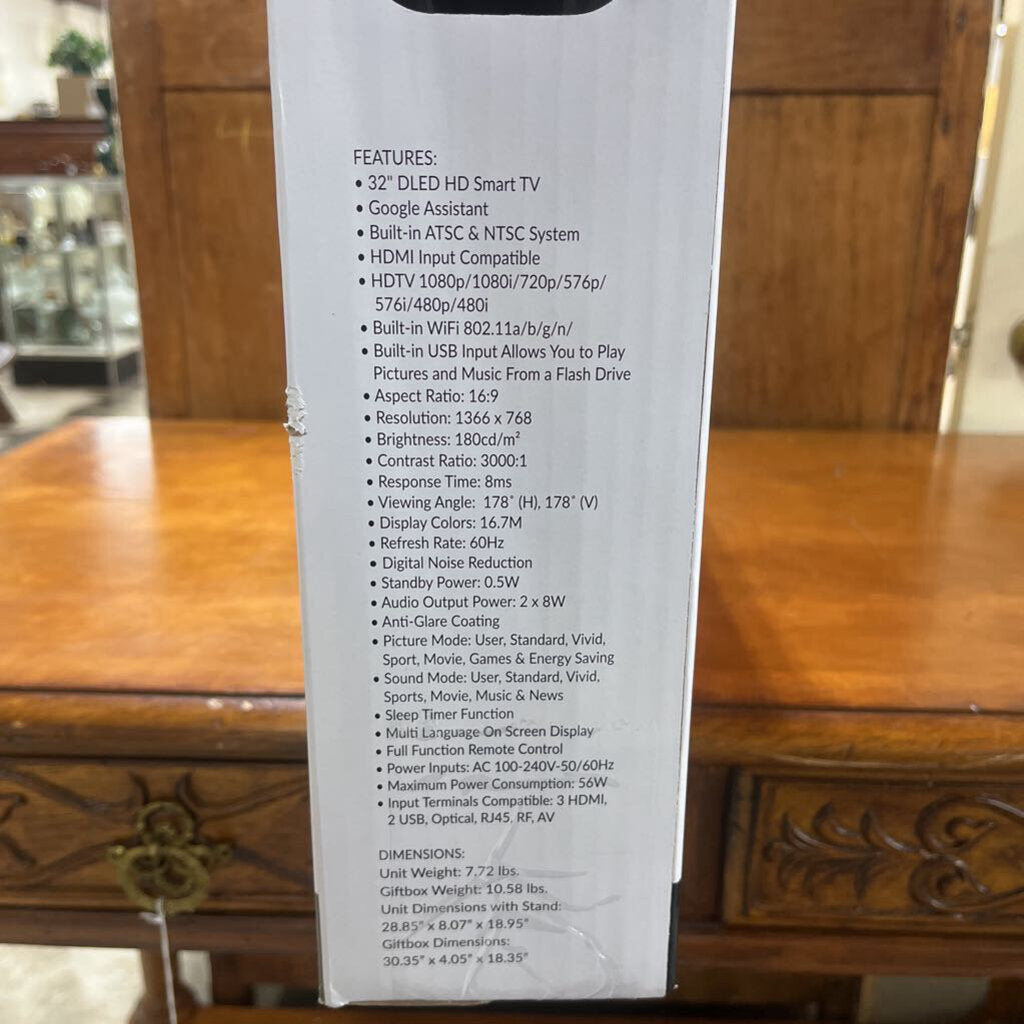 FEATURES:
• 32" DLED HD Smart TV
• Google Assistant
• Built-in ATSC & NTSC System
• HDMI Input Compatible
• HDTV 1080p/1080i/720p/576p/
576i/480p/480i
• Built-in WiFi 802.11a/b/g/n/
• Built-in USB Input Allows You to Play
Pictures and Music From a Flash Drive
• Aspect Ratio: 16:9
• Resolution: 1366 x 768
• Brightness: 180cd/m²
• Contrast Ratio: 3000:1
• Response Time: 8ms
• Viewing Angle: 178° (H), 178° (V)
• Display Colors: 16.7M
• Refresh Rate: 60Hz
• Digital Noise Reduction
• Standby Power: 0.5W
• Audio Output Power: 2 x 8W
• Anti-Glare Coating
• Picture Mode: User, Standard, Vivid,
Sport, Movie, Games & Energy Saving
• Sound Mode: User, Standard, Vivid,
Sports, Movie, Music & News
• Sleep Timer Function
• Multi Language On Screen Display
• Full Function Remote Control
• Power Inputs: AC 100-240V-50/60Hz
• Maximum Power Consumption: 56W
• Input Terminals Compatible: 3 HDMI,
2 USB, Optical, RJ45, RF, AV
DIMENSIONS:
Unit Weight: 7.72 lbs.
Giftbox Weight: 10.58 lbs.
Unit Dimensions with Stand:
28.85" x 8.07" x 18.95"
Giftbox Dimensions:
30.35" x 4.05" x 18.35"